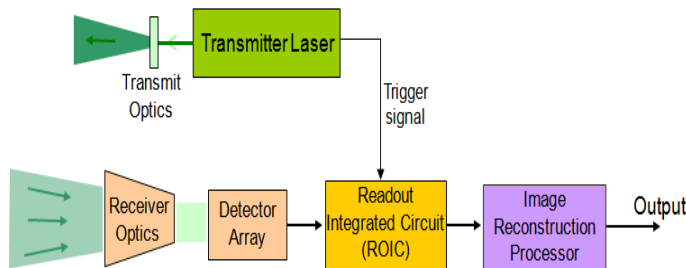 Transmitter Laser
Transmit
Optics
Trigger
signal
Receiver
Optics
Detector
Array
Readout
Integrated Circuit
(ROIC)
Image
Reconstruction
Processor
Output